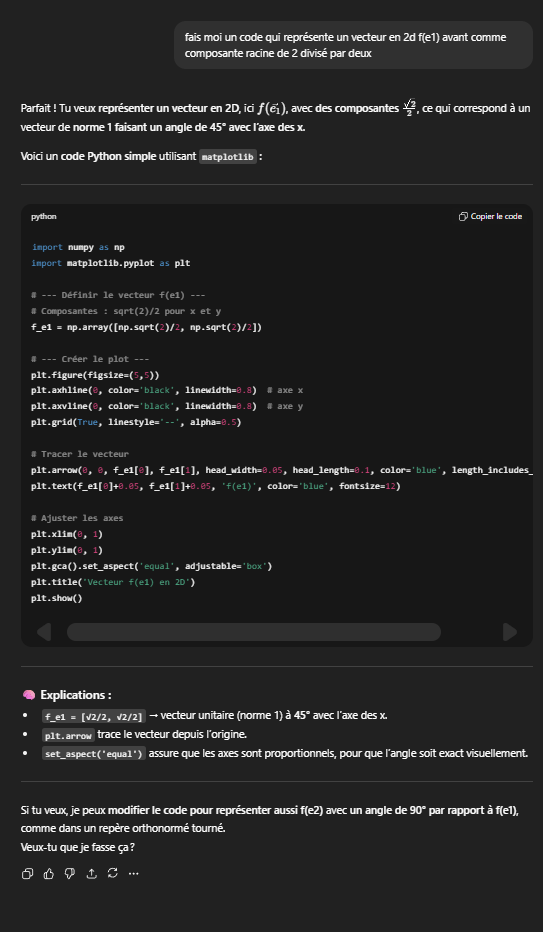 fais moi un code qui représente un vecteur en 2d f(e1) avant comme
composante racine de 2 divisé par deux
Parfait ! Tu veux représenter un vecteur en 2D, ici f(e⃗₁), avec des composantes √2/2, ce qui correspond à un
vecteur de norme 1 faisant un angle de 45° avec l'axe des x.
Voici un code Python simple utilisant matplotlib :
python
Copier le code
import numpy as np
import matplotlib.pyplot as plt
# --- Définir le vecteur f(e1) ---
# Composantes : sqrt(2)/2 pour x et y
f_e1 = np.array([np.sqrt(2)/2, np.sqrt(2)/2])
# --- Créer le plot ---
plt.figure(figsize=(5,5))
plt.axhline(0, color='black', linewidth=0.8)  # axe x
plt.axvline(0, color='black', linewidth=0.8)  # axe y
plt.grid(True, linestyle='--', alpha=0.5)
# Tracer le vecteur
plt.arrow(0, 0, f_e1[0], f_e1[1], head_width=0.05, head_length=0.1, color='blue', length_includes_
plt.text(f_e1[0]+0.05, f_e1[1]+0.05, 'f(e1)', color='blue', fontsize=12)
# Ajuster les axes
plt.xlim(0, 1)
plt.ylim(0, 1)
plt.gca().set_aspect('equal', adjustable='box')
plt.title('Vecteur f(e1) en 2D')
plt.show()
🧠 Explications :
• f_e1 = [√2/2, √2/2] → vecteur unitaire (norme 1) à 45° avec l'axe des x.
• plt.arrow trace le vecteur depuis l'origine.
• set_aspect('equal') assure que les axes sont proportionnels, pour que l'angle soit exact visuellement.
Si tu veux, je peux modifier le code pour représenter aussi f(e2) avec un angle de 90° par rapport à f(e1),
comme dans un repère orthonormé tourné.
Veux-tu que je fasse ça ?